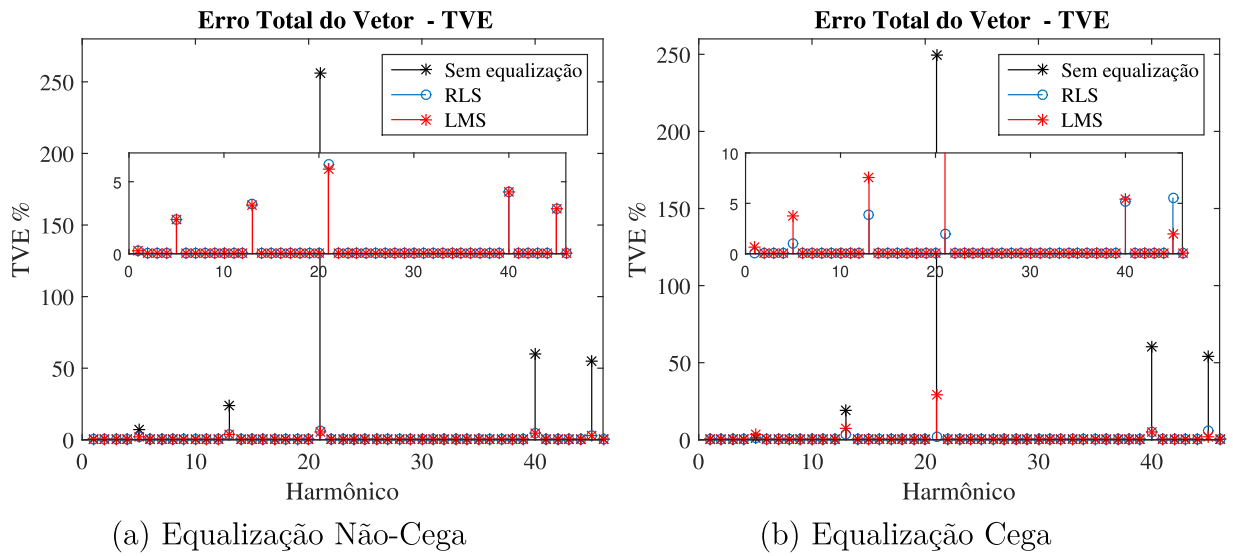 Erro Total do Vetor - TVE
TVE %
250
200
150
100
50
0
Sem equalização
RLS
LMS
5
0
0
10
20
30
40
0
10
20
30
40
Harmônico
(a) Equalização Não-Cega
Erro Total do Vetor - TVE
TVE %
250
200
150
100
50
0
Sem equalização
RLS
LMS
10
5
0
0
10
20
30
40
0
10
20
30
40
Harmônico
(b) Equalização Cega